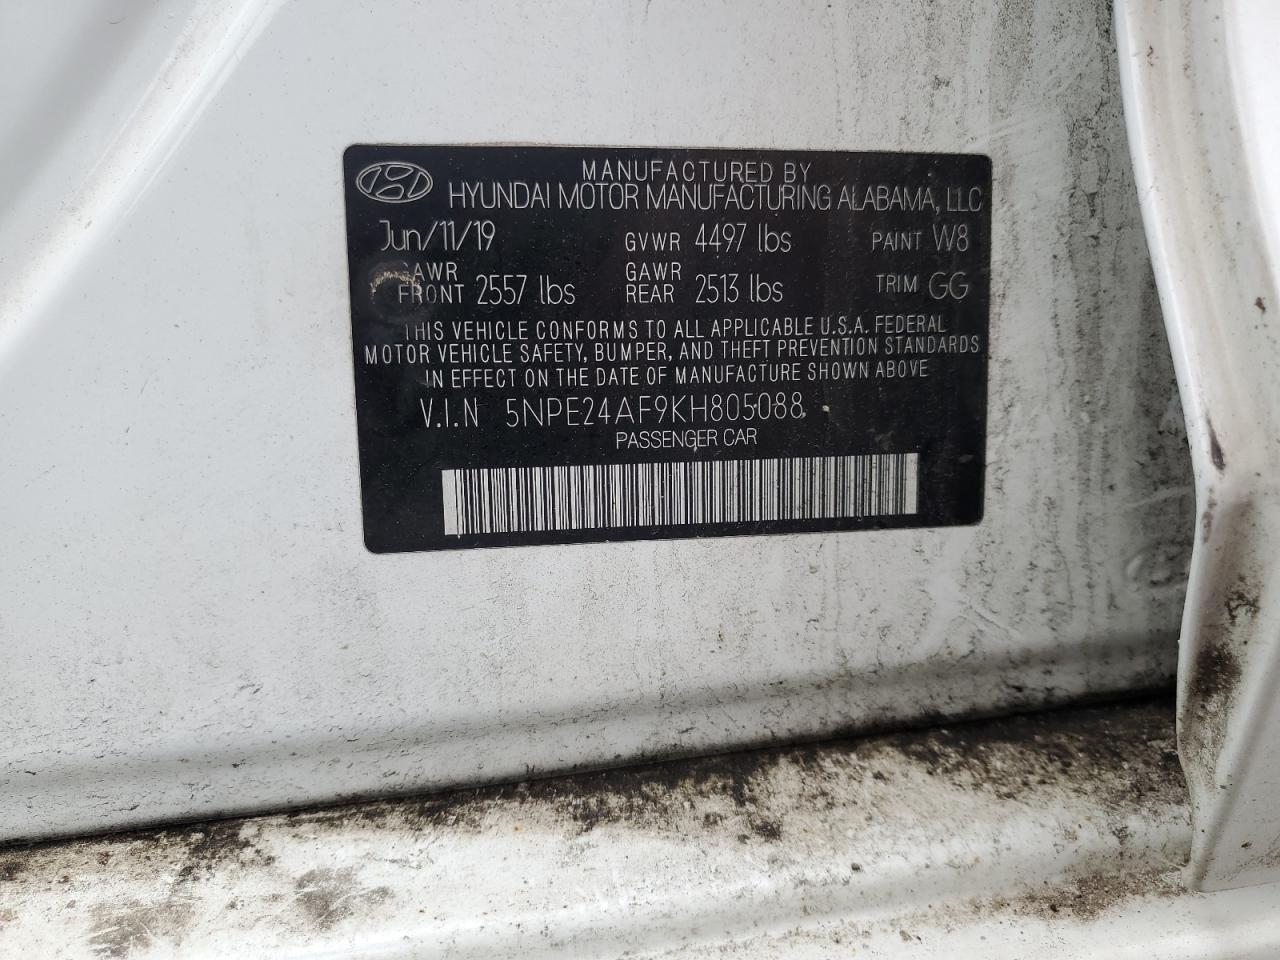 MANUFACTURED BY
HYUNDAI MOTOR MANUFACTURING ALABAMA, LLC
Jun/11/19 GVWR 4497 lbs PAINT W8
GAWR FRONT 2557 lbs GAWR REAR 2513 lbs TRIM GG
THIS VEHICLE CONFORMS TO ALL APPLICABLE U.S.A. FEDERAL
MOTOR VEHICLE SAFETY, BUMPER, AND THEFT PREVENTION STANDARDS
IN EFFECT ON THE DATE OF MANUFACTURE SHOWN ABOVE
V.I.N 5NPE24AF9KH805088
PASSENGER CAR